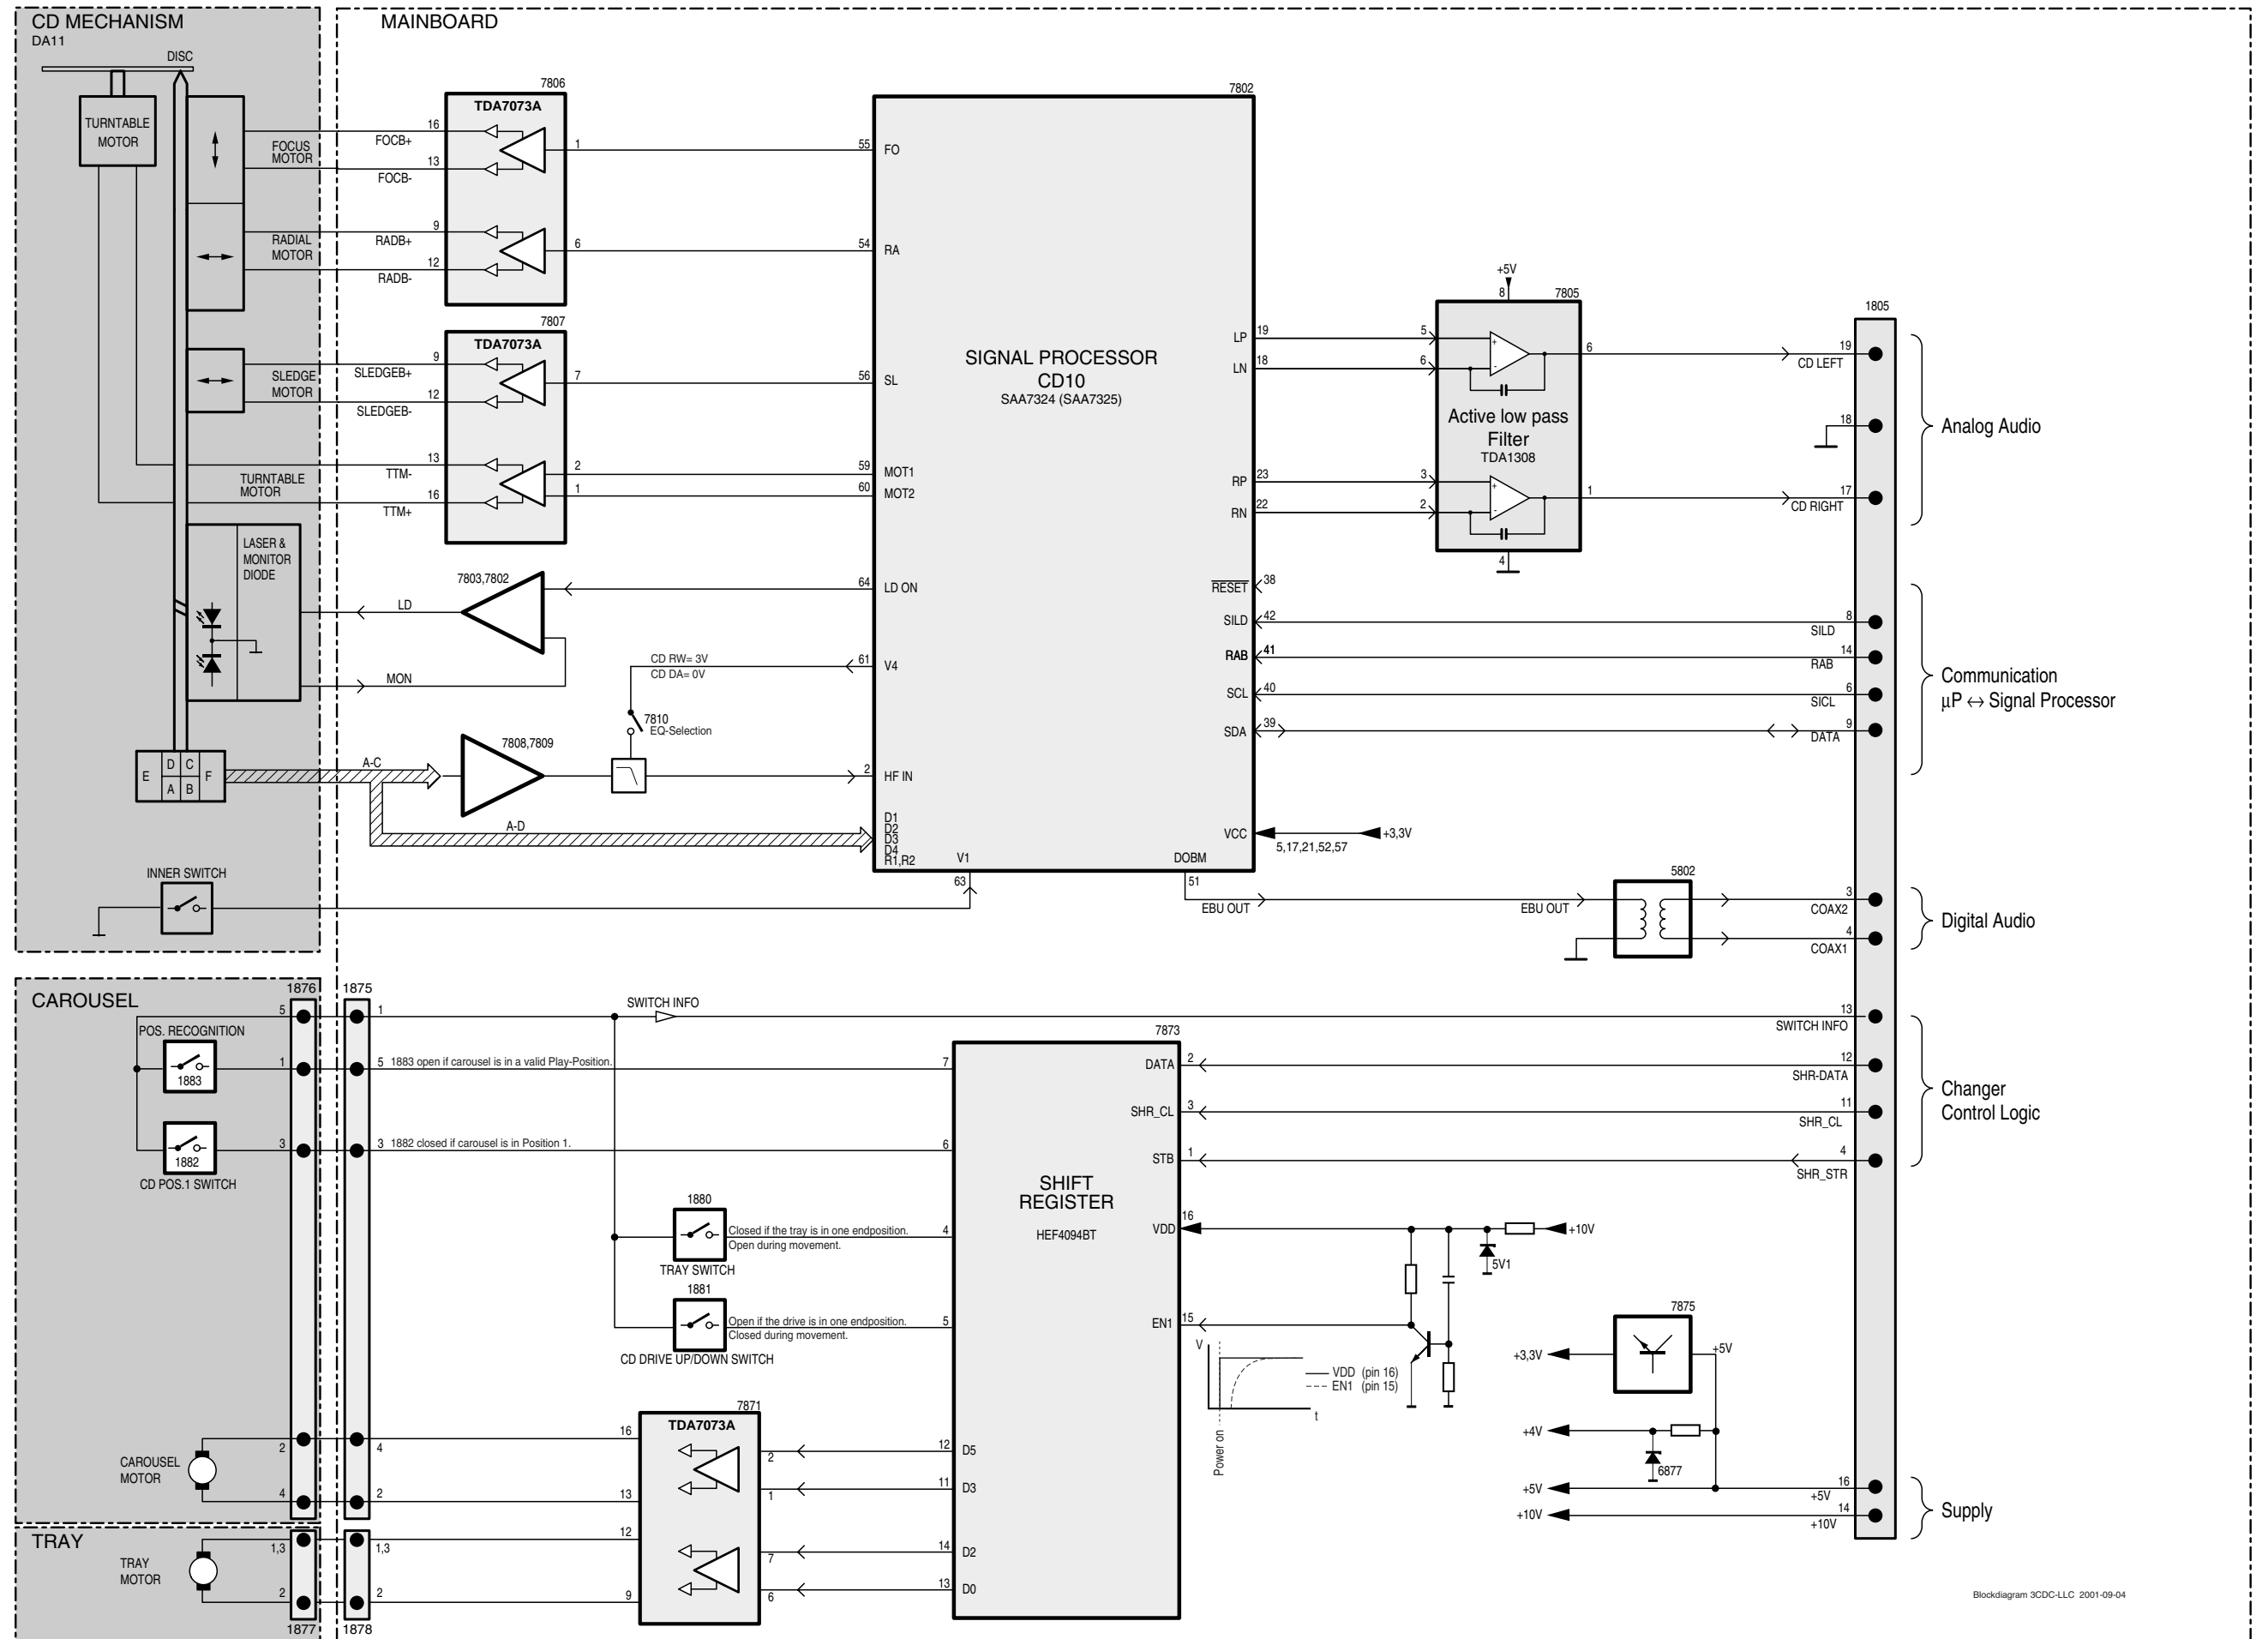 CD MECHANISM
DA11
DISC
TURNTABLE
MOTOR
FOCUS
MOTOR
RADIAL
MOTOR
SLEDGE
MOTOR
TURNTABLE
MOTOR
LASER &
MONITOR
DIODE
E
D
C
A
B
F
INNER SWITCH
MAINBOARD
7806
TDA7073A
16
FOCB+
13
FOCB-
9
RADB+
12
RADB-
1
6
7807
TDA7073A
9
SLEDGEB+
12
SLEDGEB-
13
TTM-
16
TTM+
7
2
1
7803,7802
LD
MON
CD RW= 3V
CD DA= 0V
7810
EQ-Selection
7808,7809
A-C
A-D
7802
SIGNAL PROCESSOR
CD10
SAA7324 (SAA7325)
55
FO
54
RA
56
SL
59
MOT1
60
MOT2
64
LD ON
61
V4
2
HF IN
D1
D2
D3
D4
R1,R2
V1
63
DOBM
51
LP
19
LN
18
RP
23
RN
22
RESET
38
SILD
42
RAB
41
SCL
40
SDA
39
VCC
5,17,21,52,57
+3,3V
+5V
8
7805
5
6
6
Active low pass
Filter
TDA1308
3
2
1
4
1805
19
CD LEFT
18
17
CD RIGHT
Analog Audio
8
SILD
14
RAB
6
SICL
9
DATA
Communication
µP ↔ Signal Processor
EBU OUT
EBU OUT
5802
3
COAX2
4
COAX1
Digital Audio
CAROUSEL
1876
1875
5
1
SWITCH INFO
13
SWITCH INFO
POS. RECOGNITION
1883
1
5
1883 open if carousel is in a valid Play-Position.
7
1882
CD POS.1 SWITCH
3
3
1882 closed if carousel is in Position 1.
6
1880
Closed if the tray is in one endposition.
Open during movement.
4
TRAY SWITCH
1881
Open if the drive is in one endposition.
Closed during movement.
5
CD DRIVE UP/DOWN SWITCH
7873
SHIFT
REGISTER
HEF4094BT
DATA
2
12
SHR-DATA
SHR_CL
3
11
SHR_CL
STB
1
4
SHR_STR
Changer
Control Logic
VDD
16
+10V
5V1
EN1
15
V
VDD (pin 16)
EN1 (pin 15)
t
Power on
7875
+3,3V
+5V
+4V
6877
+5V
16
+5V
+10V
14
+10V
Supply
7871
TDA7073A
16
13
12
9
2
1
7
6
12
D5
11
D3
14
D2
13
D0
CAROUSEL
MOTOR
2
4
4
2
TRAY
TRAY
MOTOR
1,3
1,3
2
2
1877
1878
Blockdiagram 3CDC-LLC 2001-09-04